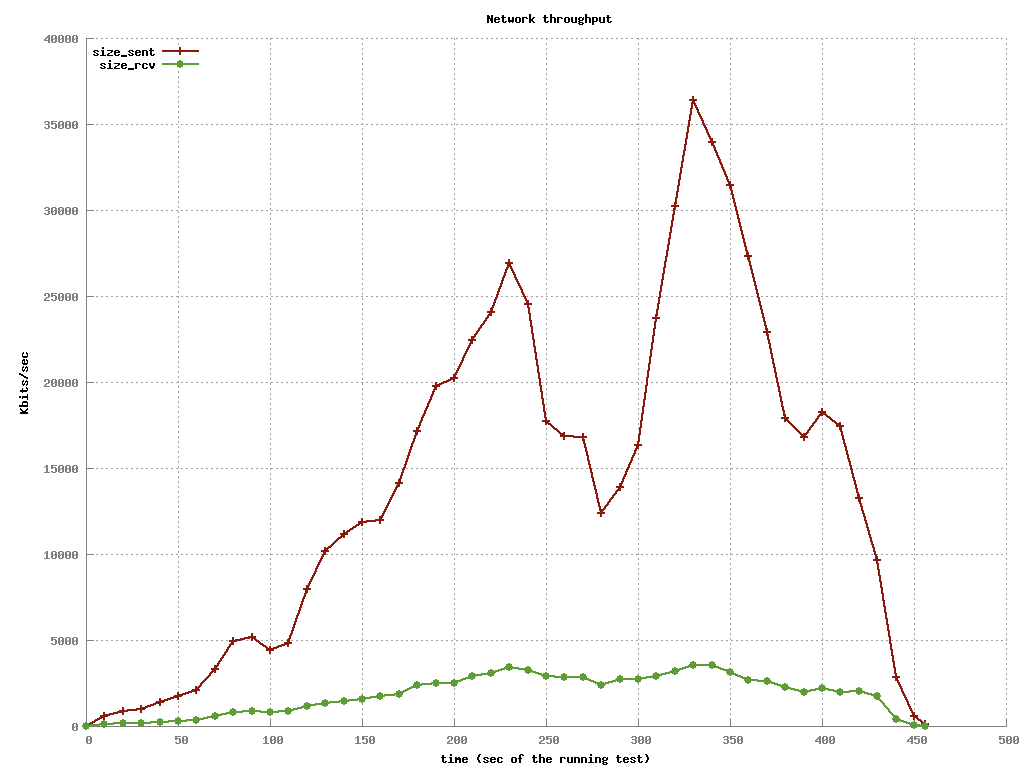 Network throughput
size_sent
size_rcv
40000
35000
30000
25000
20000
15000
10000
5000
0
Kbits/sec
0 50 100 150 200 250 300 350 400 450 500
time (sec of the running test)